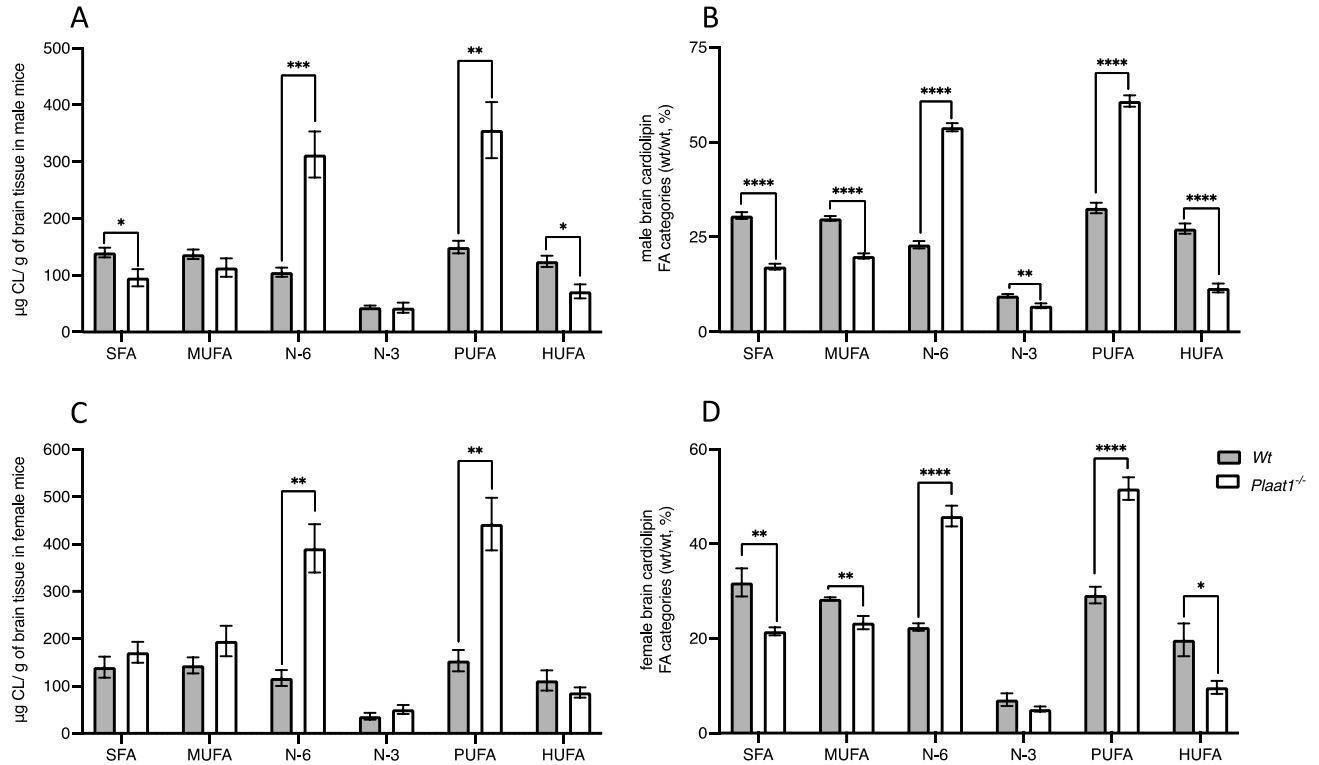 A
µg CL/ g of brain tissue in male mice
500
400
300
200
100
0
*
***
**
*
SFA MUFA N-6 N-3 PUFA HUFA
B
male brain cardiolipin
FA categories (wt/wt, %)
75
50
25
0
****
****
****
**
****
****
SFA MUFA N-6 N-3 PUFA HUFA
C
µg CL/ g of brain tissue in female mice
600
500
400
300
200
100
0
**
**
SFA MUFA N-6 N-3 PUFA HUFA
D
female brain cardiolipin
FA categories (wt/wt, %)
60
40
20
0
**
**
****
****
*
SFA MUFA N-6 N-3 PUFA HUFA
Wt
Plaat1-/-